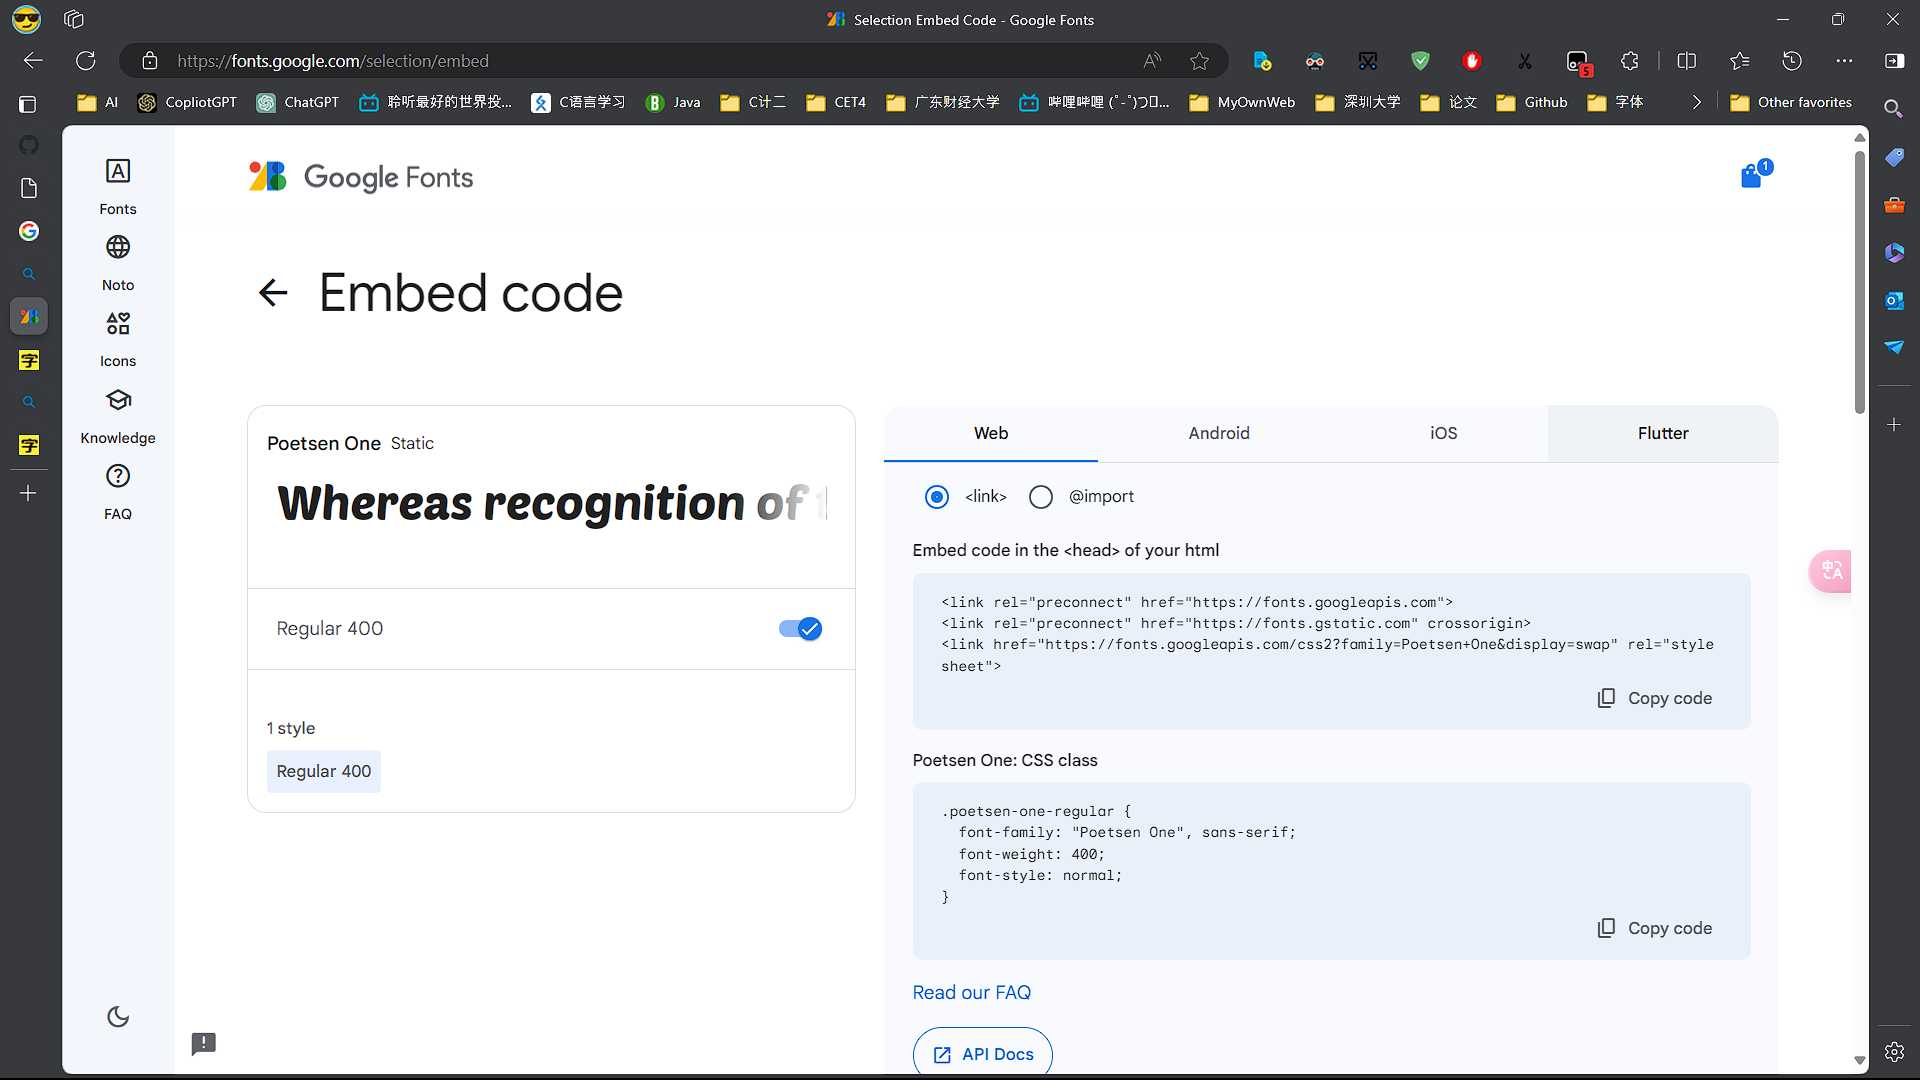 Selection Embed Code - Google Fonts
https://fonts.google.com/selection/embed
5
AI
CopliotGPT
ChatGPT
聆听最好的世界投...
C语言学习
Java
C计二
CET4
广东财经大学
哔哩哔哩 (゜-゜)つ...
MyOwnWeb
深圳大学
论文
Github
字体
Other favorites
Fonts
Noto
Icons
Knowledge
FAQ
Google Fonts
1
Embed code
Poetsen One Static
Whereas recognition of t
Regular 400
1 style
Regular 400
Web
Android
iOS
Flutter
<link>
@import
Embed code in the <head> of your html
<link rel="preconnect" href="https://fonts.googleapis.com">
<link rel="preconnect" href="https://fonts.gstatic.com" crossorigin>
<link href="https://fonts.googleapis.com/css2?family=Poetsen+One&display=swap" rel="style
sheet">
Copy code
Poetsen One: CSS class
.poetsen-one-regular {
  font-family: "Poetsen One", sans-serif;
  font-weight: 400;
  font-style: normal;
}
Copy code
Read our FAQ
API Docs
字
字